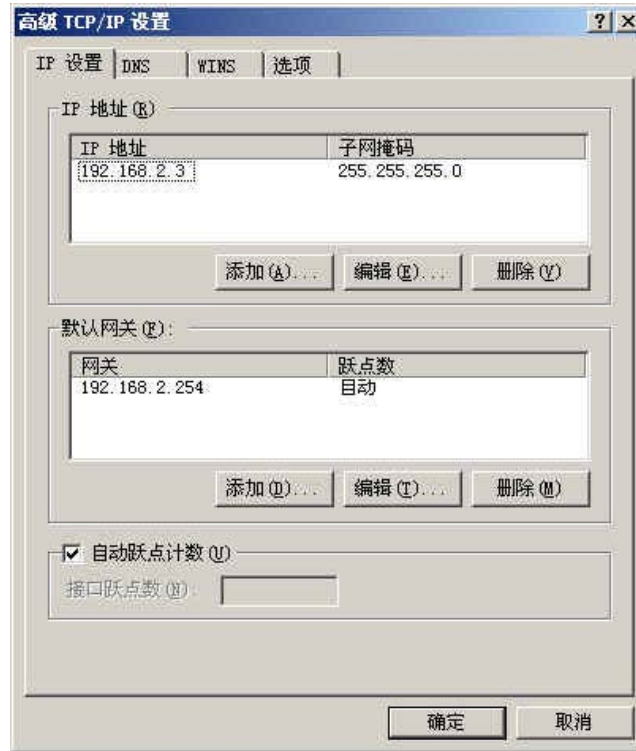 高级 TCP/IP 设置
IP 设置 DNS WINS 选项
IP 地址(R)
IP 地址 子网掩码
192.168.2.3 255.255.255.0
添加(A)... 编辑(E)... 删除(V)
默认网关(F):
网关 跃点数
192.168.2.254 自动
添加(D)... 编辑(T)... 删除(M)
自动跃点计数(U)
接口跃点数(N):
确定 取消